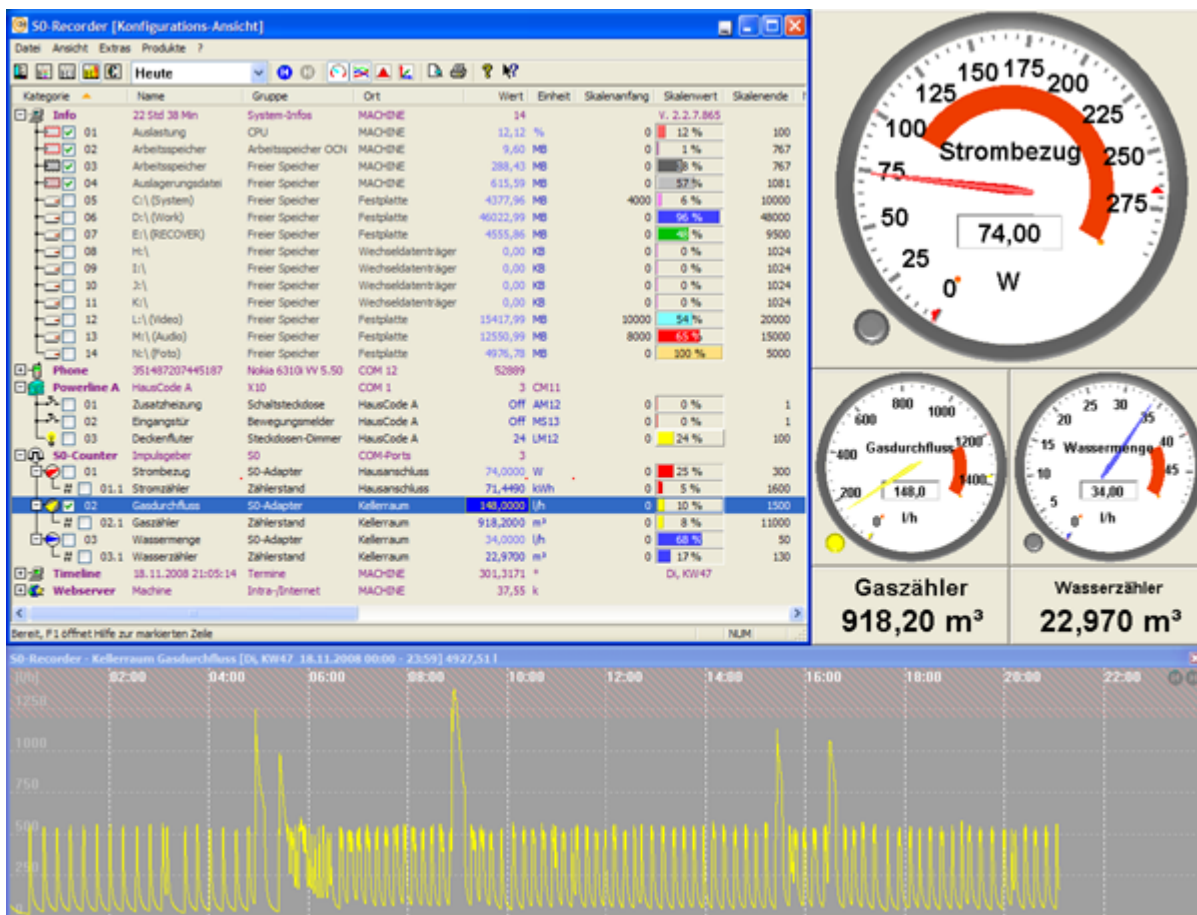 S0-Recorder [Konfigurations-Ansicht]
Datei Ansicht Extras Produkte ?
Heute
Kategorie Name Gruppe Ort Wert Einheit Skalenanfang Skalenwert Skalenende
Info 22 Std 38 Min System-Infos MACHINE 14 V. 2.2.7.865
01 Auslastung CPU MACHINE 12,12 % 0 12 % 100
02 Arbeitsspeicher Arbeitsspeicher OCN MACHINE 9,60 MB 0 1 % 767
03 Arbeitsspeicher Freier Speicher MACHINE 288,43 MB 0 38 % 767
04 Auslagerungsdatei Freier Speicher MACHINE 615,59 MB 0 57 % 1081
05 C:\ (System) Freier Speicher Festplatte 4377,96 MB 4000 6 % 10000
06 D:\ (Work) Freier Speicher Festplatte 46022,99 MB 0 96 % 48000
07 E:\ (RECOVER) Freier Speicher Festplatte 4555,86 MB 0 48 % 9500
08 H:\ Freier Speicher Wechseldatenträger 0,00 KB 0 0 % 1024
09 I:\ Freier Speicher Wechseldatenträger 0,00 KB 0 0 % 1024
10 J:\ Freier Speicher Wechseldatenträger 0,00 KB 0 0 % 1024
11 K:\ Freier Speicher Wechseldatenträger 0,00 KB 0 0 % 1024
12 L:\ (Video) Freier Speicher Festplatte 15417,99 MB 10000 54 % 20000
13 M:\ (Audio) Freier Speicher Festplatte 12550,99 MB 8000 65 % 15000
14 N:\ (Foto) Freier Speicher Festplatte 4976,78 MB 0 100 % 5000
Phone 351487207445187 Nokia 6310i VV 5.50 COM 12 52889
Powerline A HausCode A X10 COM 1 3 CM11
01 Zusatzheizung Schaltsteckdose HausCode A Off AM12 0 0 % 1
02 Eingangstür Bewegungsmelder HausCode A Off MS13 0 0 % 1
03 Deckenfluter Steckdosen-Dimmer HausCode A 24 LM12 0 24 % 100
S0-Counter Impulsgeber S0 COM-Ports 3
01 Strombezug S0-Adapter Hausanschluss 74,0000 W 0 25 % 300
# 01.1 Stromzähler Zählerstand Hausanschluss 71,4490 kWh 0 5 % 1600
02 Gasdurchfluss S0-Adapter Kellerraum 148,0000 l/h 0 10 % 1500
# 02.1 Gaszähler Zählerstand Kellerraum 918,2000 m³ 0 8 % 11000
03 Wassermenge S0-Adapter Kellerraum 34,0000 l/h 0 68 % 50
# 03.1 Wasserzähler Zählerstand Kellerraum 22,9700 m³ 0 17 % 130
Timeline 18.11.2008 21:05:14 Termine MACHINE 301,3171 * Di, KW47
Webserver Machine Intra-/Internet MACHINE 37,55 k
Bereit, F1 öffnet Hilfe zur markierten Zeile NUM
0 25 50 75 100 125 150 175 200 225 250 275
Strombezug
74,00
W
0 200 400 600 800 1000 1200 1400
Gasdurchfluss
148,0
l/h
0 5 10 15 20 25 30 35 40 45
Wassermenge
34,00
l/h
Gaszähler
918,20 m³
Wasserzähler
22,970 m³
S0-Recorder - Kellerraum Gasdurchfluss [Di, KW47 18.11.2008 00:00 - 23:59] 4927,51 l
[l/h] 02:00 04:00 06:00 08:00 10:00 12:00 14:00 16:00 18:00 20:00 22:00
1250
1000
750
500
250
0